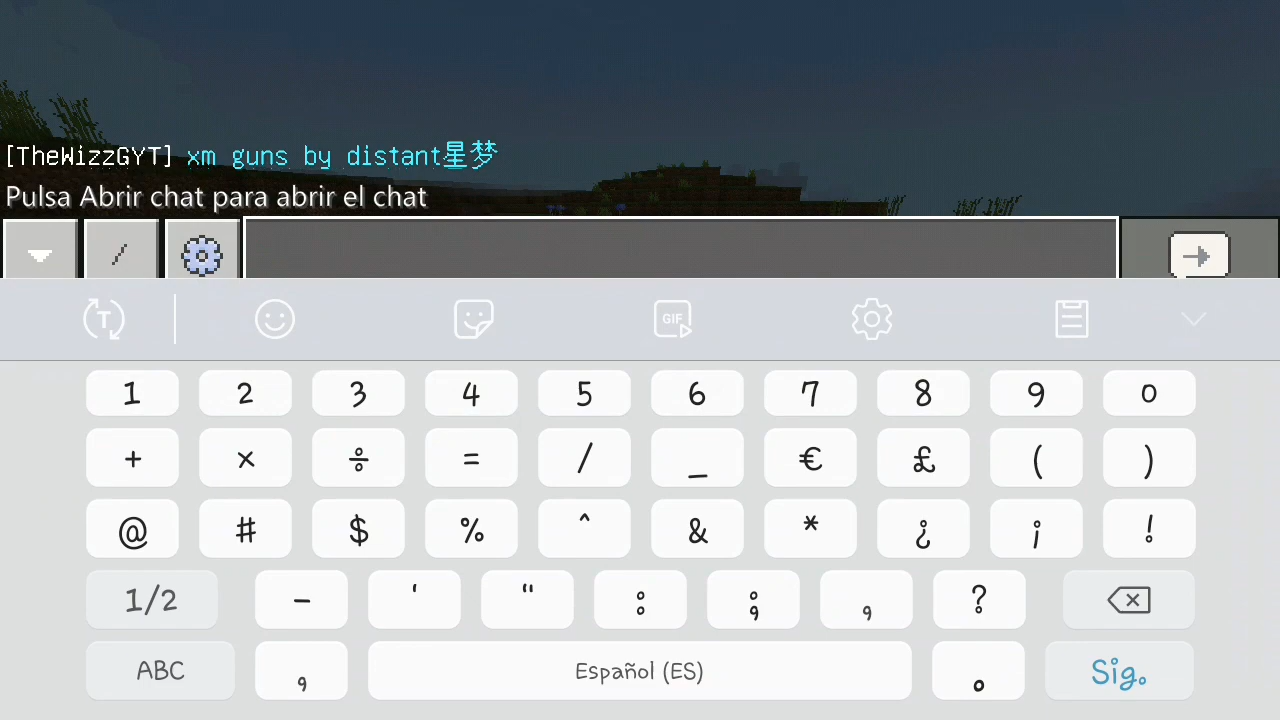 [TheWizzGYT] xm guns by distant星梦
Pulsa Abrir chat para abrir el chat
/
T GIF
1 2 3 4 5 6 7 8 9 0
+ × ÷ = / _ € £ ( )
@ # $ % ^ & * ¿ ¡ !
1/2 - ' " : ; , ?
ABC , Español (ES) . Sig.